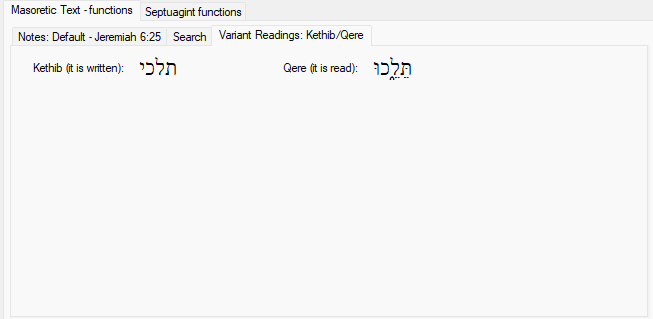 Masoretic Text - functions Septuagint functions
Notes: Default - Jeremiah 6:25 Search Variant Readings: Kethib/Qere
Kethib (it is written): תלכי Qere (it is read): תֵּלֵ֑כוּ